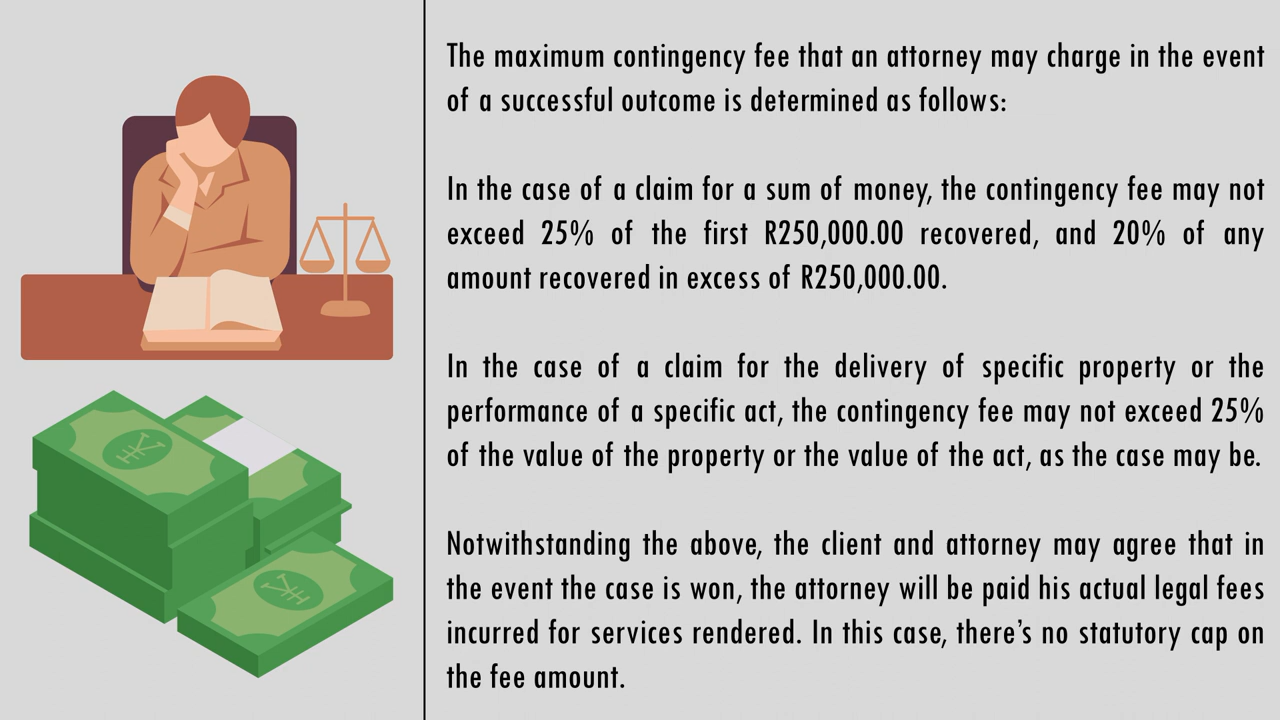 The maximum contingency fee that an attorney may charge in the event
of a successful outcome is determined as follows:
In the case of a claim for a sum of money, the contingency fee may not
exceed 25% of the first R250,000.00 recovered, and 20% of any
amount recovered in excess of R250,000.00.
In the case of a claim for the delivery of specific property or the
performance of a specific act, the contingency fee may not exceed 25%
of the value of the property or the value of the act, as the case may be.
Notwithstanding the above, the client and attorney may agree that in
the event the case is won, the attorney will be paid his actual legal fees
incurred for services rendered. In this case, there’s no statutory cap on
the fee amount.